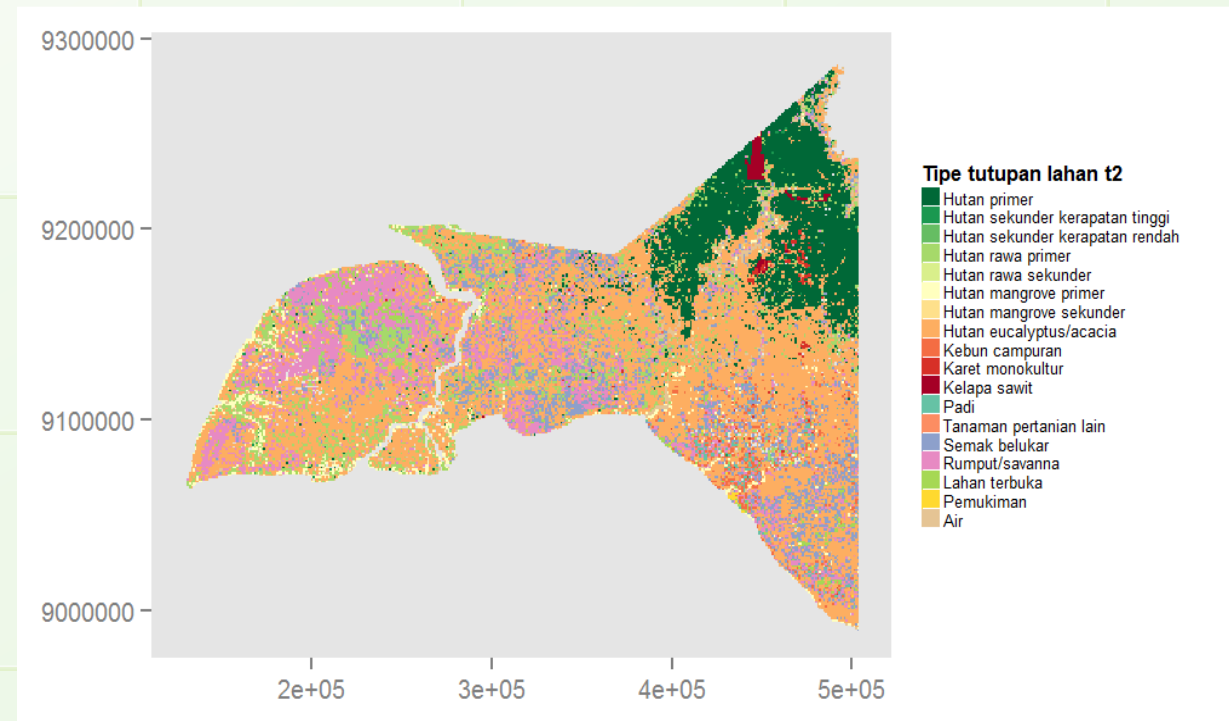 9300000
9200000
9100000
9000000
2e+05
3e+05
4e+05
5e+05
Tipe tutupan lahan t2
Hutan primer
Hutan sekunder kerapatan tinggi
Hutan sekunder kerapatan rendah
Hutan rawa primer
Hutan rawa sekunder
Hutan mangrove primer
Hutan mangrove sekunder
Hutan eucalyptus/acacia
Kebun campuran
Karet monokultur
Kelapa sawit
Padi
Tanaman pertanian lain
Semak belukar
Rumput/savanna
Lahan terbuka
Pemukiman
Air